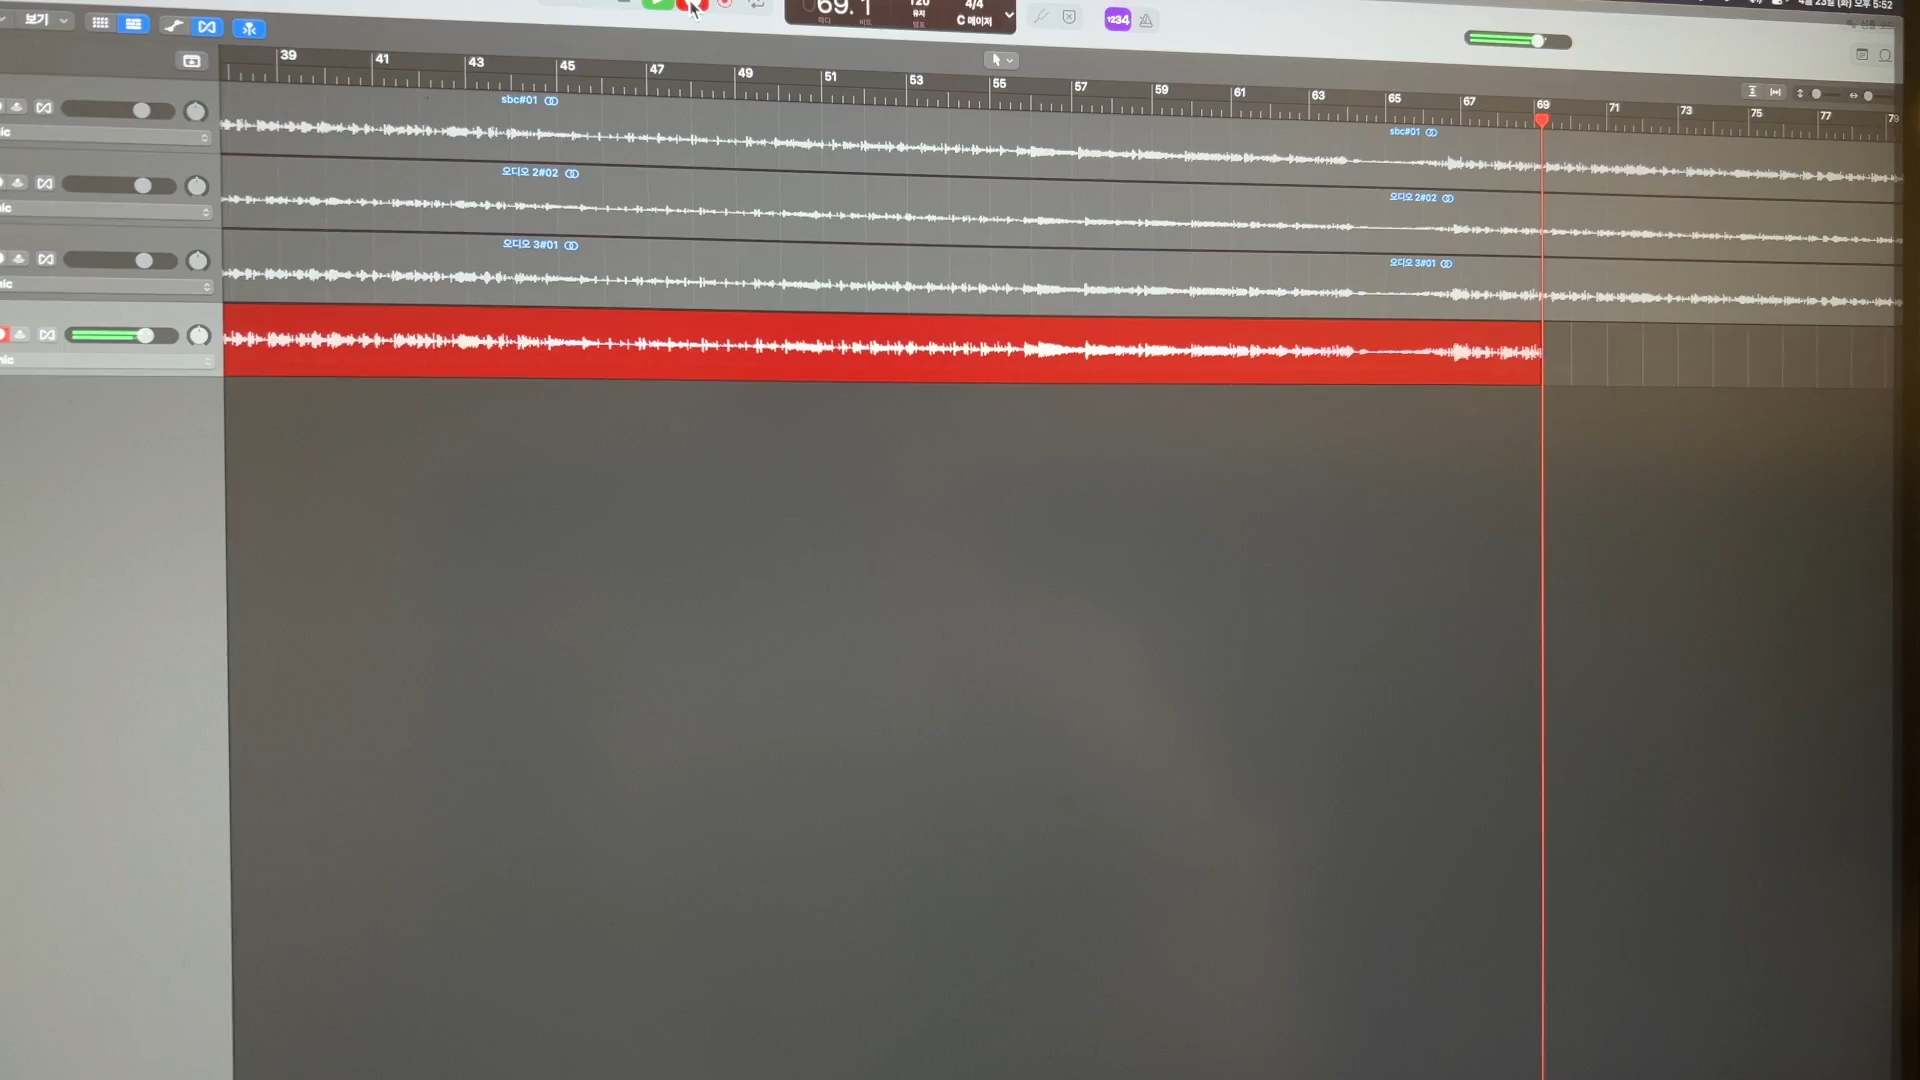 4월 23일 (화) 오후 5:52
보기
69. 1
120
4/4
마디
비트
유지
템포
C 메이저
1234
39 41 43 45 47 49 51 53 55 57 59 61 63 65 67 69 71 73 75 77 79
sbc#01
sbc#01
오디오 2#02
오디오 2#02
오디오 3#01
오디오 3#01